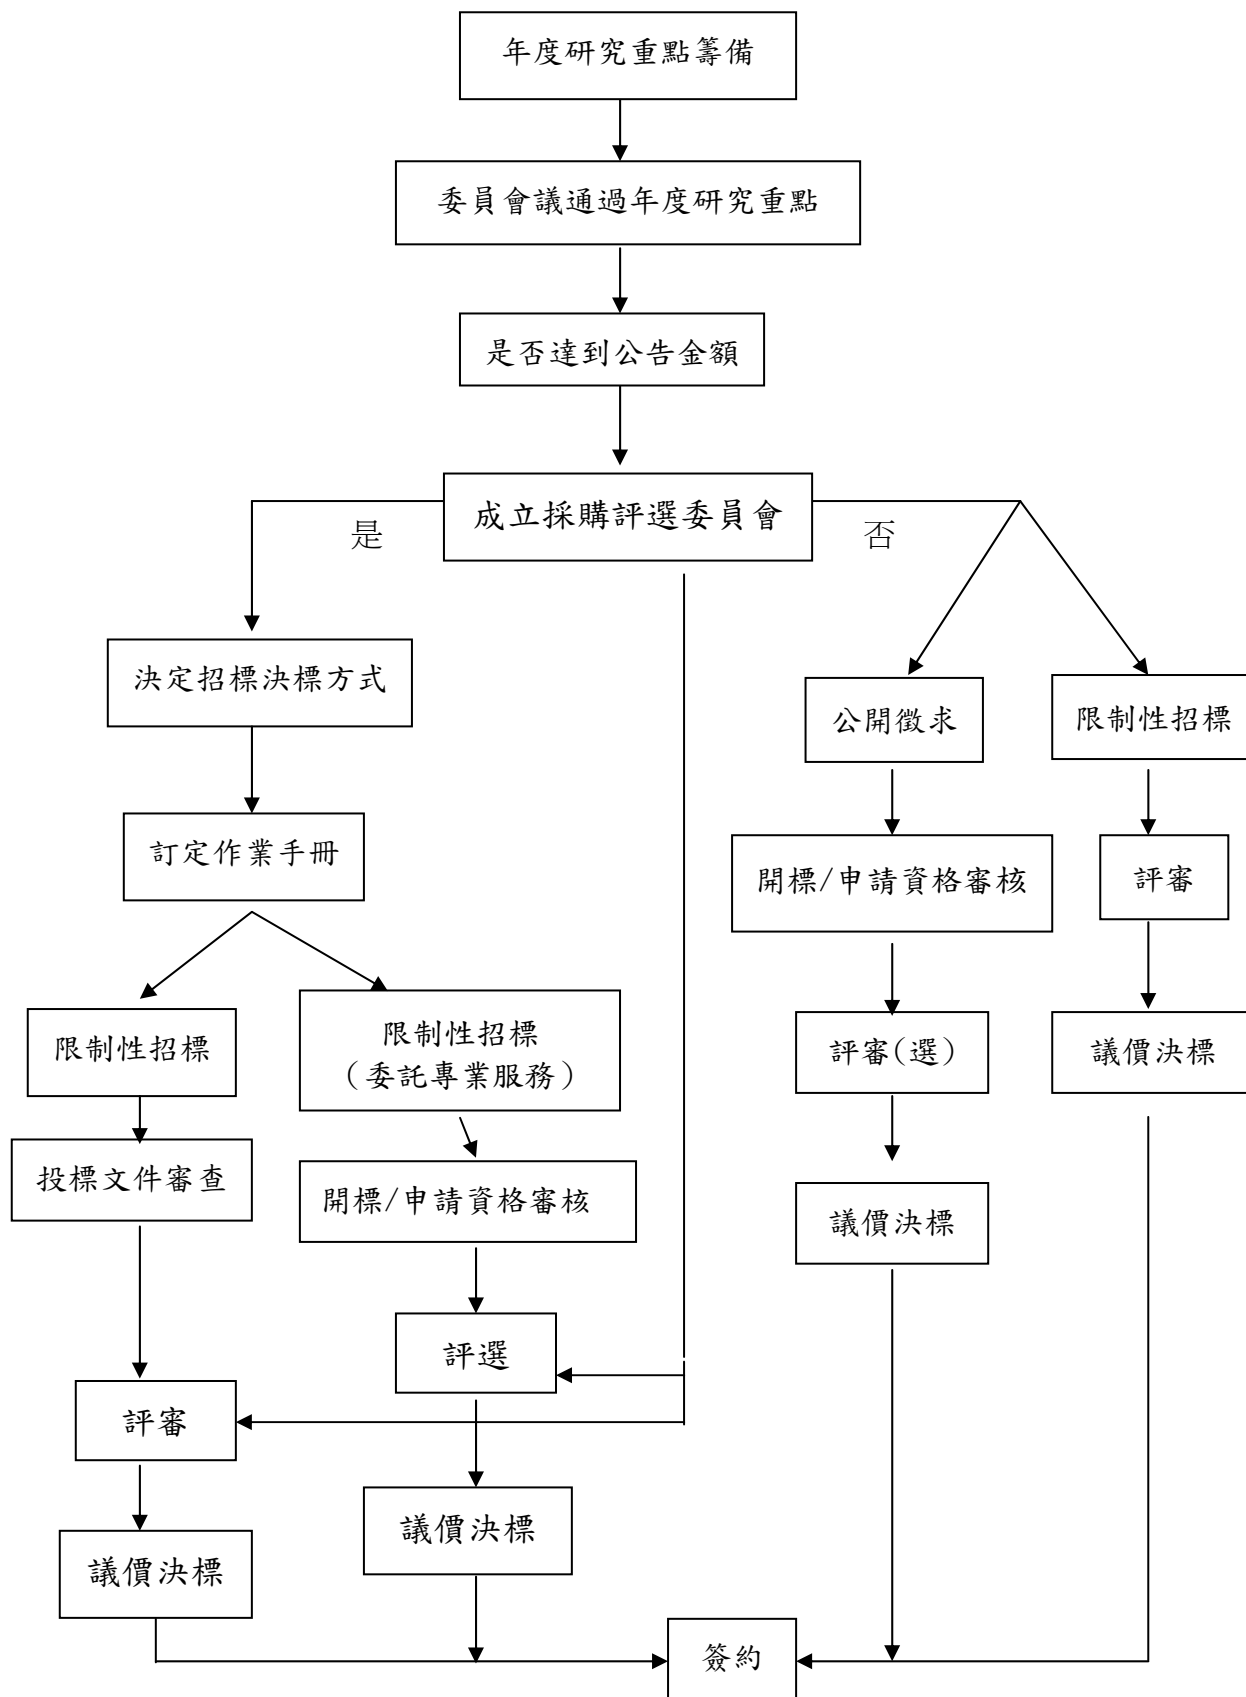 年度研究重點籌備
委員會議通過年度研究重點
是否達到公告金額
成立採購評選委員會
是
否
決定招標決標方式
公開徵求
限制性招標
訂定作業手冊
開標/申請資格審核
評審
限制性招標
限制性招標
（委託專業服務）
評審(選)
議價決標
投標文件審查
開標/申請資格審核
議價決標
評選
評審
議價決標
議價決標
簽約